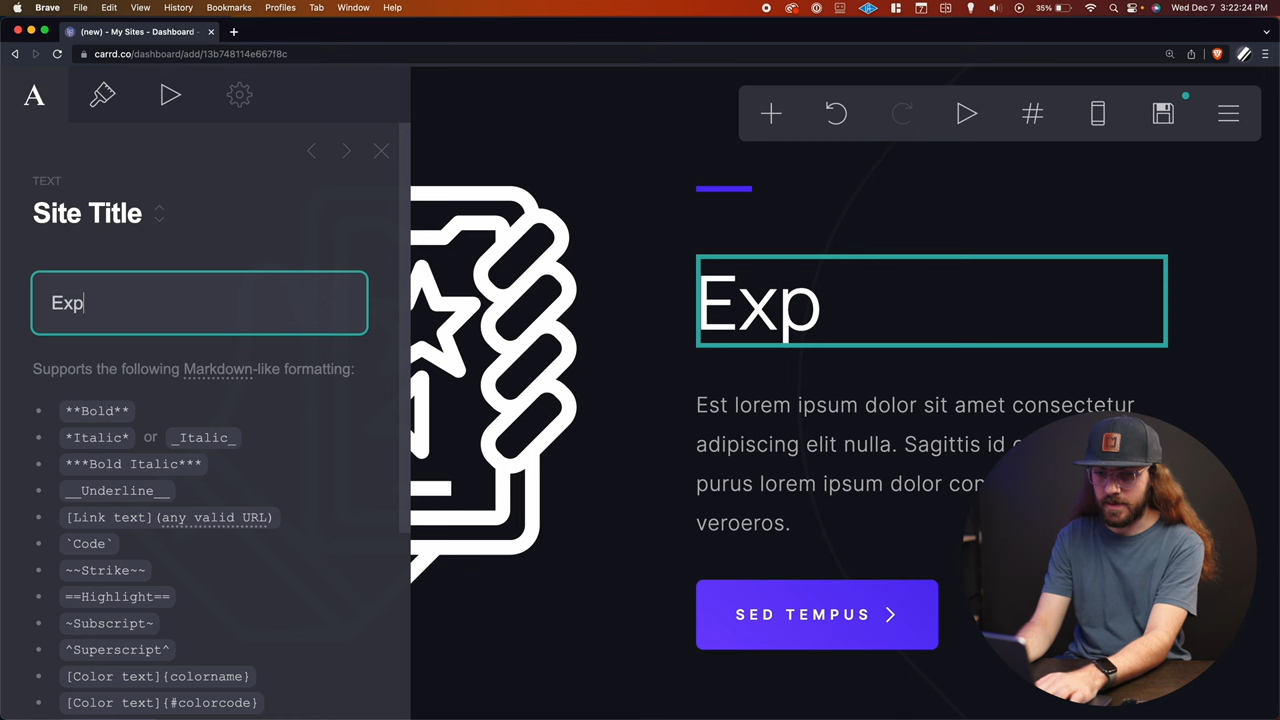 Brave File Edit View History Bookmarks Profiles Tab Window Help 35% Wed Dec 7 3:22:24 PM
(new) - My Sites - Dashboard -
carrd.co/dashboard/add/13b748114e667f8c
A
TEXT
Site Title
Exp
Supports the following Markdown-like formatting:
**Bold**
*Italic* or _Italic_
***Bold Italic***
__Underline__
[Link text](any valid URL)
`Code`
~~Strike~~
==Highlight==
~Subscript~
^Superscript^
[Color text]{colorname}
[Color text]{#colorcode}
Exp
Est lorem ipsum dolor sit amet consectetur
adipiscing elit nulla. Sagittis id
purus lorem ipsum dolor
veroeros.
SED TEMPUS